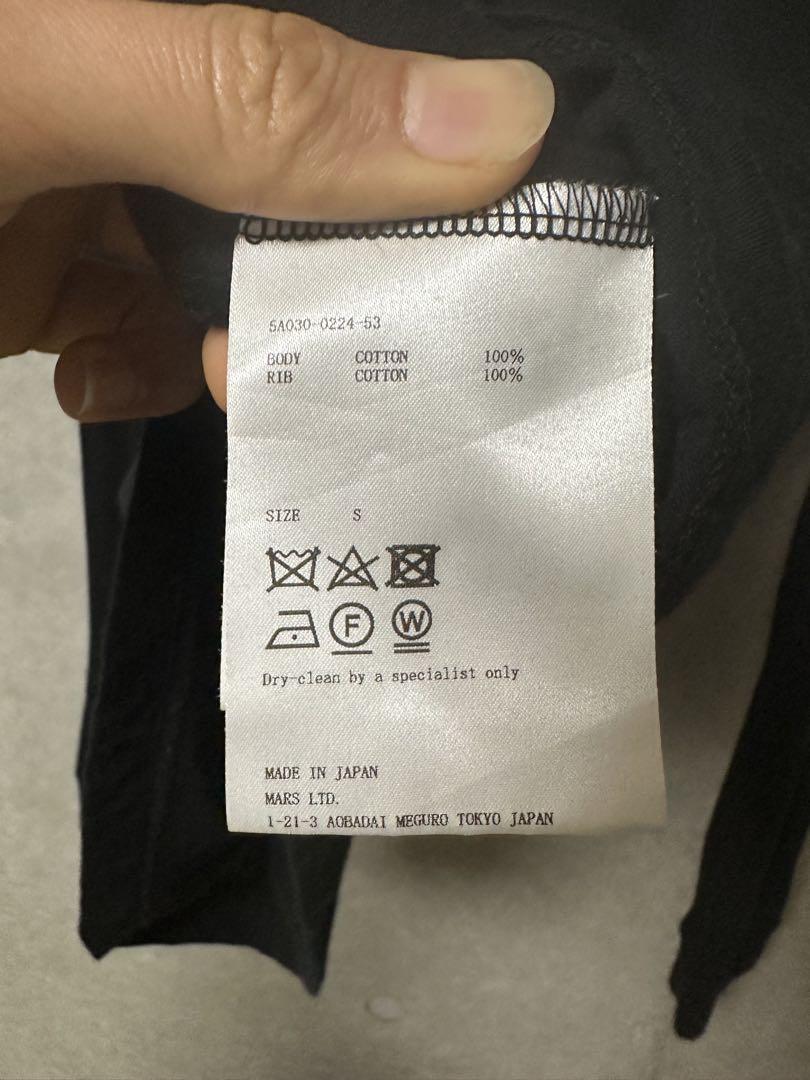 5A030-0224-53
BODY COTTON 100%
RIB COTTON 100%
SIZE S
F W
Dry-clean by a specialist only
MADE IN JAPAN
MARS LTD.
1-21-3 AOBADAI MEGURO TOKYO JAPAN